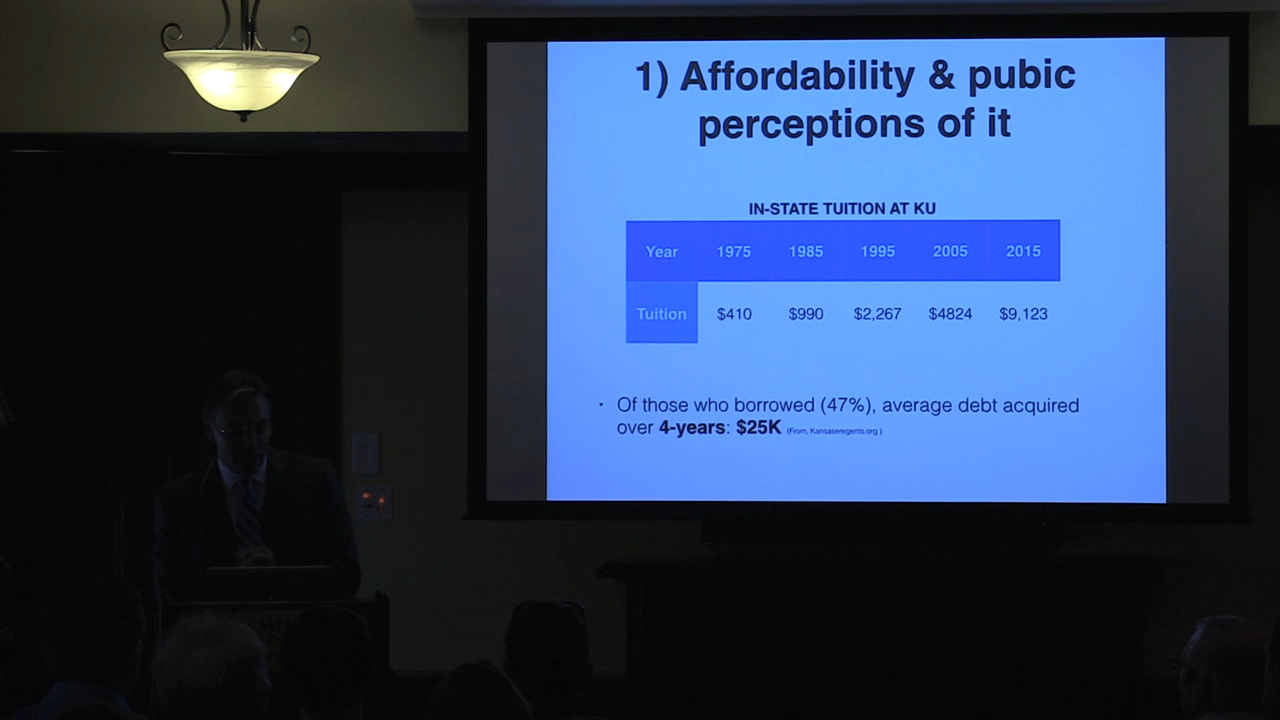 1) Affordability & pubic
perceptions of it
IN-STATE TUITION AT KU
Year 1975 1985 1995 2005 2015
Tuition $410 $990 $2,267 $4824 $9,123
· Of those who borrowed (47%), average debt acquired
over 4-years: $25K (From, Kansaseregents.org )